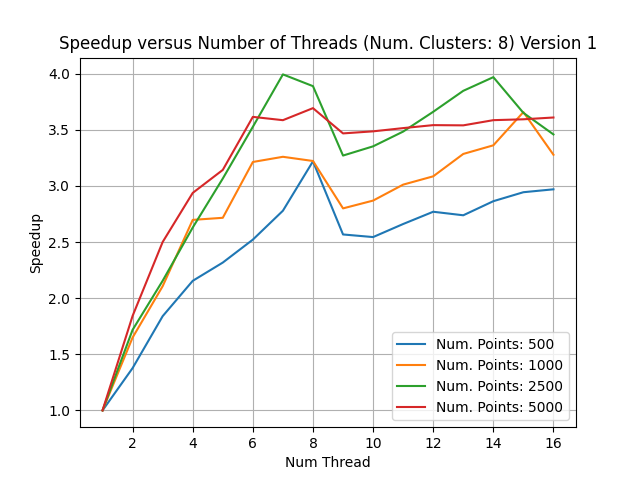 Speedup versus Number of Threads (Num. Clusters: 8) Version 1
4.0
3.5
3.0
2.5
2.0
1.5
1.0
Speedup
Num. Points: 500
Num. Points: 1000
Num. Points: 2500
Num. Points: 5000
2 4 6 8 10 12 14 16
Num Thread